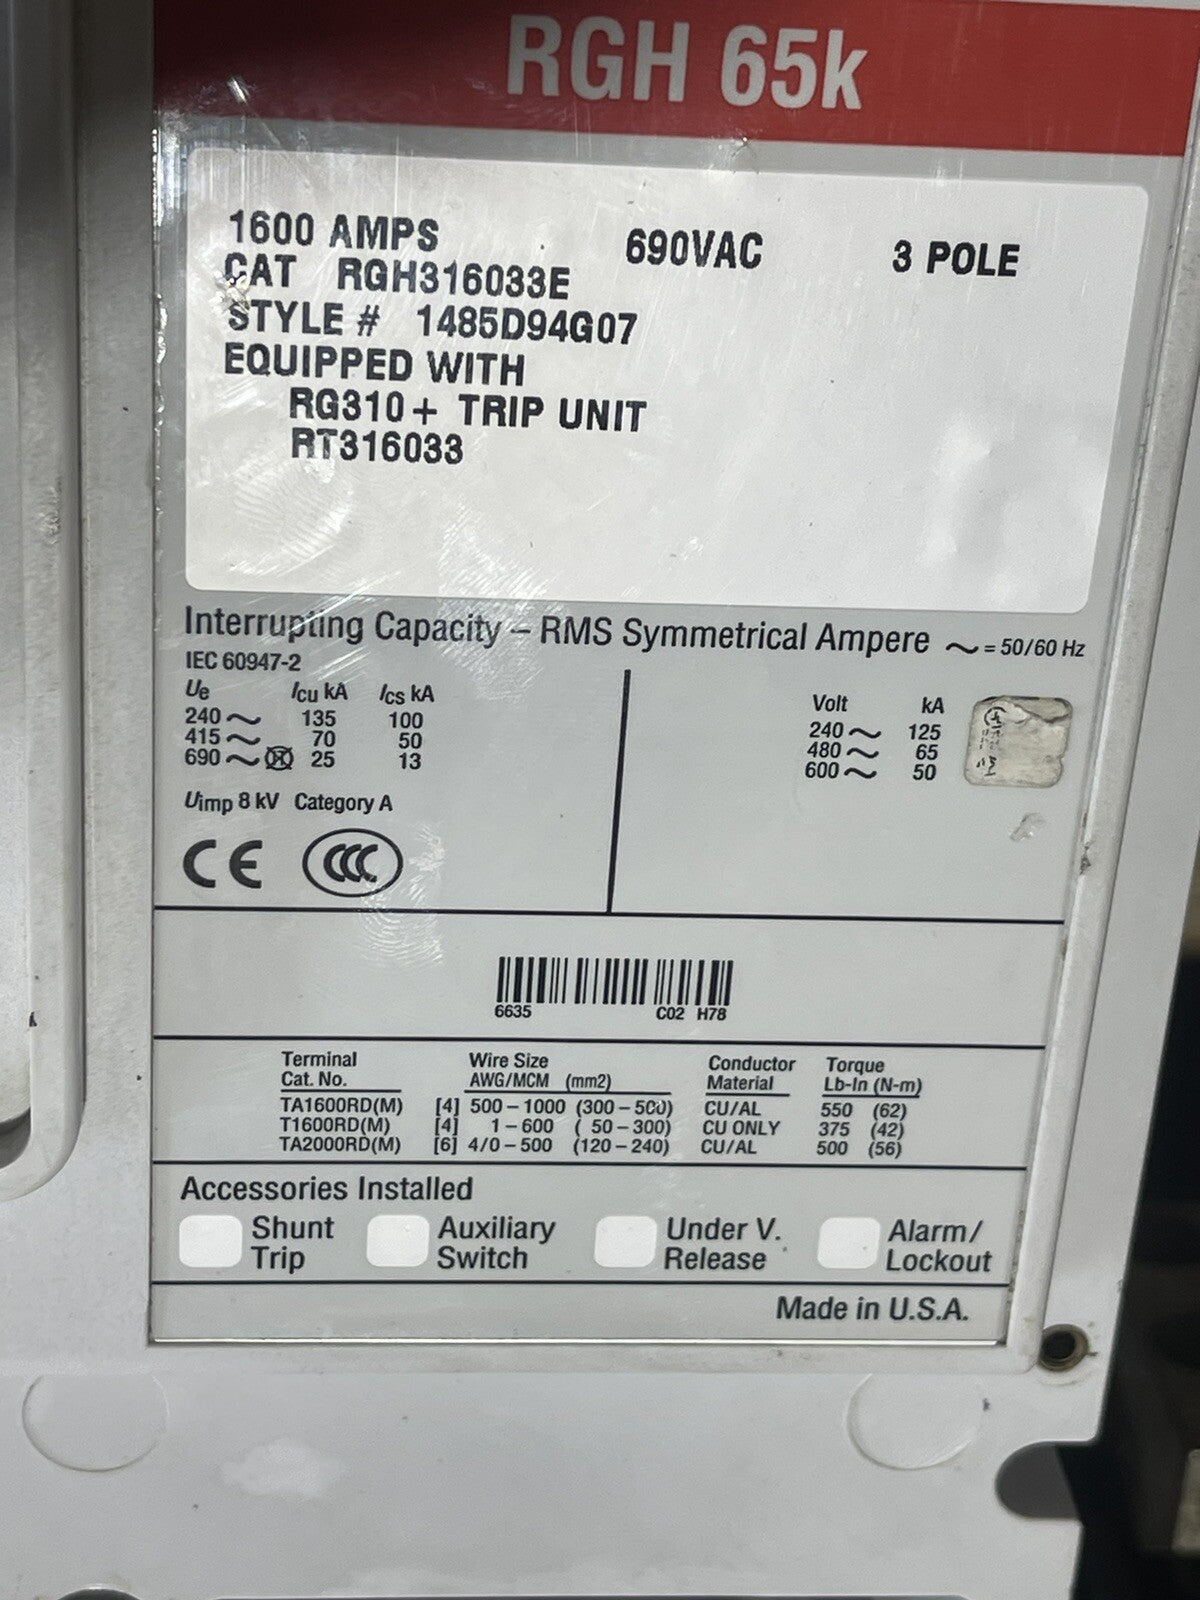 RGH 65k
1600 AMPS 690VAC 3 POLE
CAT RGH316033E
STYLE # 1485D94G07
EQUIPPED WITH
RG310+ TRIP UNIT
RT316033
Interrupting Capacity – RMS Symmetrical Ampere ~ = 50/60 Hz
IEC 60947-2
Ue Icu kA Ics kA
240 ~ 135 100
415 ~ 70 50
690 ~ 25 13
Uimp 8 kV Category A
Volt kA
240 ~ 125
480 ~ 65
600 ~ 50
CE CCC
6635 C02 H78
Terminal Wire Size Conductor Torque
Cat. No. AWG/MCM (mm2) Material Lb-In (N-m)
TA1600RD(M) [4] 500 – 1000 (300 – 500) CU/AL 550 (62)
T1600RD(M) [4] 1 – 600 ( 50 – 300) CU ONLY 375 (42)
TA2000RD(M) [6] 4/0 – 500 (120 – 240) CU/AL 500 (56)
Accessories Installed
Shunt Auxiliary Under V. Alarm/
Trip Switch Release Lockout
Made in U.S.A.